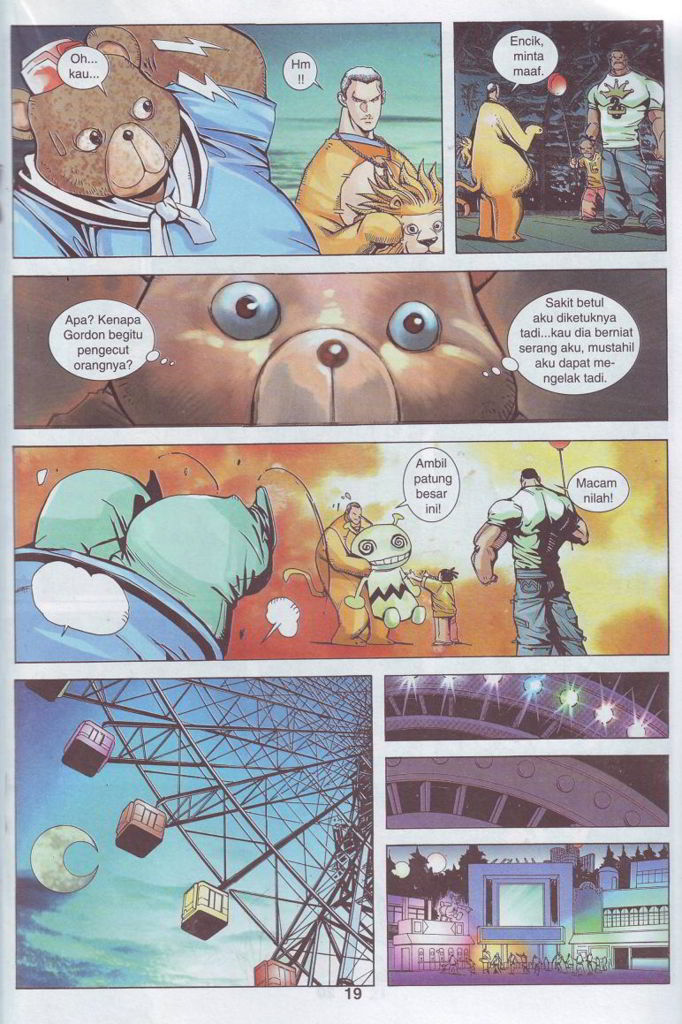 Oh...
kau...
Hm
!!
Encik,
minta
maaf.
Apa? Kenapa
Gordon begitu
pengecut
orangnya?
Sakit betul
aku diketuknya
tadi...kau dia berniat
serang aku, mustahil
aku dapat me-
ngelak tadi.
Ambil
patung
besar
ini!
Macam
nilah!
19